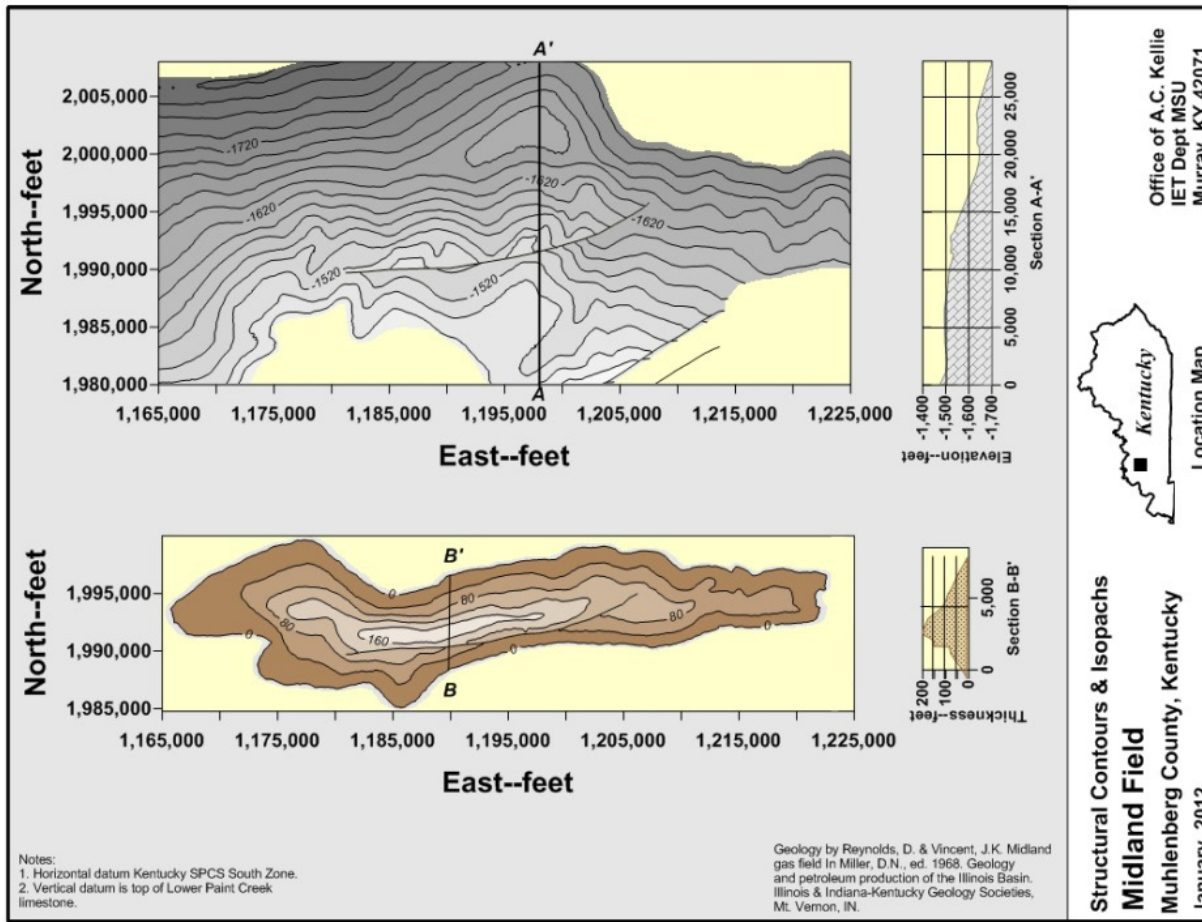 A'
North--feet
2,005,000
2,000,000
1,995,000
1,990,000
1,985,000
1,980,000
-1720
-1620
-1620
-1620
-1520
-1520
A
1,165,000 1,175,000 1,185,000 1,195,000 1,205,000 1,215,000 1,225,000
East--feet
25,000
20,000
15,000
10,000
5,000
0
Section A-A'
-1,400
-1,500
-1,600
-1,700
Elevation--feet
North--feet
1,995,000
1,990,000
1,985,000
B'
0
80
80
160
80
0
0
0
B
1,165,000 1,175,000 1,185,000 1,195,000 1,205,000 1,215,000 1,225,000
East--feet
5,000
0
Section B-B'
200
100
0
Thickness--feet
Notes:
1. Horizontal datum Kentucky SPCS South Zone.
2. Vertical datum is top of Lower Paint Creek
limestone.
Geology by Reynolds, D. & Vincent, J.K. Midland
gas field In Miller, D.N., ed. 1968. Geology
and petroleum production of the Illinois Basin.
Illinois & Indiana-Kentucky Geology Societies,
Mt. Vernon, IN.
Office of A.C. Kellie
IET Dept MSU
Murray, KY 42071
Kentucky
Location Map
Structural Contours & Isopachs
Midland Field
Muhlenberg County, Kentucky
January, 2012